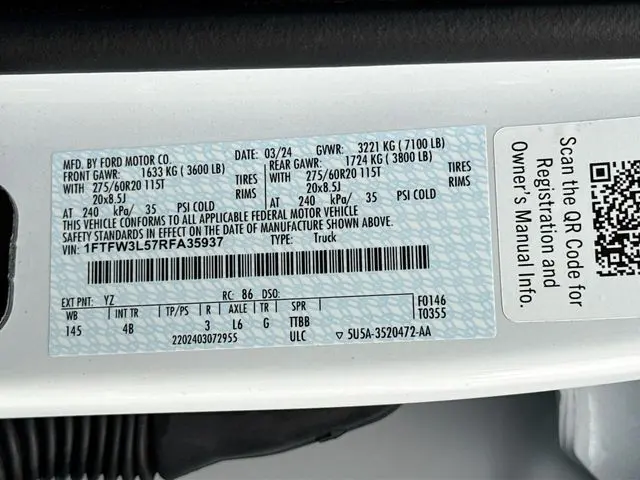 MFD. BY FORD MOTOR CO.
DATE: 03/24 GVWR: 3221 KG ( 7100 LB)
FRONT GAWR: 1633 KG ( 3600 LB)
REAR GAWR: 1724 KG ( 3800 LB)
WITH 275/60R20 115T TIRES
WITH 275/60R20 115T TIRES
20x8.5J RIMS
20x8.5J RIMS
AT 240 kPa/ 35 PSI COLD
AT 240 kPa/ 35 PSI COLD
THIS VEHICLE CONFORMS TO ALL APPLICABLE FEDERAL MOTOR VEHICLE
SAFETY STANDARDS IN EFFECT ON THE DATE OF MANUFACTURE SHOWN ABOVE.
VIN: 1FTFW3L57RFA35937 TYPE: Truck
EXT PNT: YZ RC: 86 DSO:
WB INT TR TP/PS R AXLE TR SPR
145 4B 3 L6 G TTBB
F0146
T0355
2202403072955 ULC ▽ 5U5A-3520472-AA
Scan the QR Code for
Registration and
Owner's Manual Info.